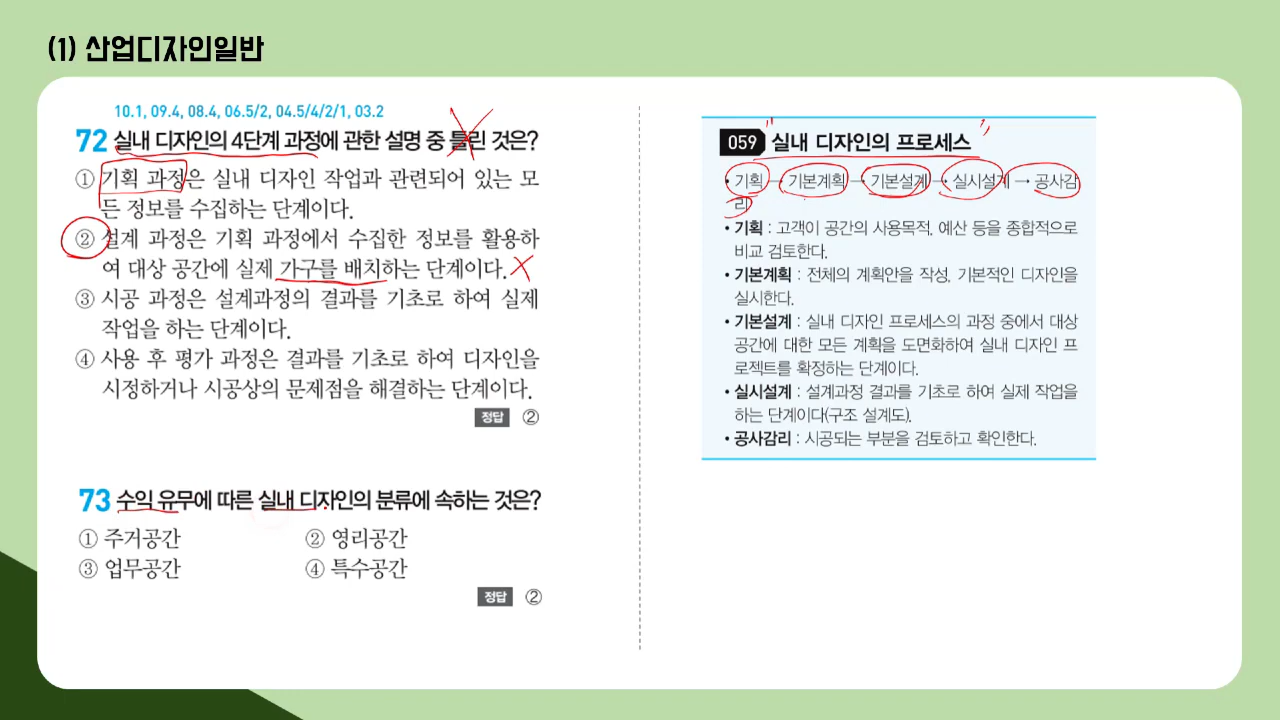 (1) 산업디자인일반
10.1, 09.4, 08.4, 06.5/2, 04.5/4/2/1, 03.2
72 실내 디자인의 4단계 과정에 관한 설명 중 틀린 것은?
① 기획 과정은 실내 디자인 작업과 관련되어 있는 모
든 정보를 수집하는 단계이다.
② 설계 과정은 기획 과정에서 수집한 정보를 활용하
여 대상 공간에 실제 가구를 배치하는 단계이다.
③ 시공 과정은 설계과정의 결과를 기초로 하여 실제
작업을 하는 단계이다.
④ 사용 후 평가 과정은 결과를 기초로 하여 디자인을
시정하거나 시공상의 문제점을 해결하는 단계이다.
정답 ②
73 수익 유무에 따른 실내 디자인의 분류에 속하는 것은?
① 주거공간 ② 영리공간
③ 업무공간 ④ 특수공간
정답 ②
059 실내 디자인의 프로세스
• 기획 → 기본계획 → 기본설계 → 실시설계 → 공사감
리
• 기획 : 고객이 공간의 사용목적, 예산 등을 종합적으로
비교 검토한다.
• 기본계획 : 전체의 계획안을 작성, 기본적인 디자인을
실시한다.
• 기본설계 : 실내 디자인 프로세스의 과정 중에서 대상
공간에 대한 모든 계획을 도면화하여 실내 디자인 프
로젝트를 확정하는 단계이다.
• 실시설계 : 설계과정 결과를 기초로 하여 실제 작업을
하는 단계이다(구조 설계도).
• 공사감리 : 시공되는 부분을 검토하고 확인한다.